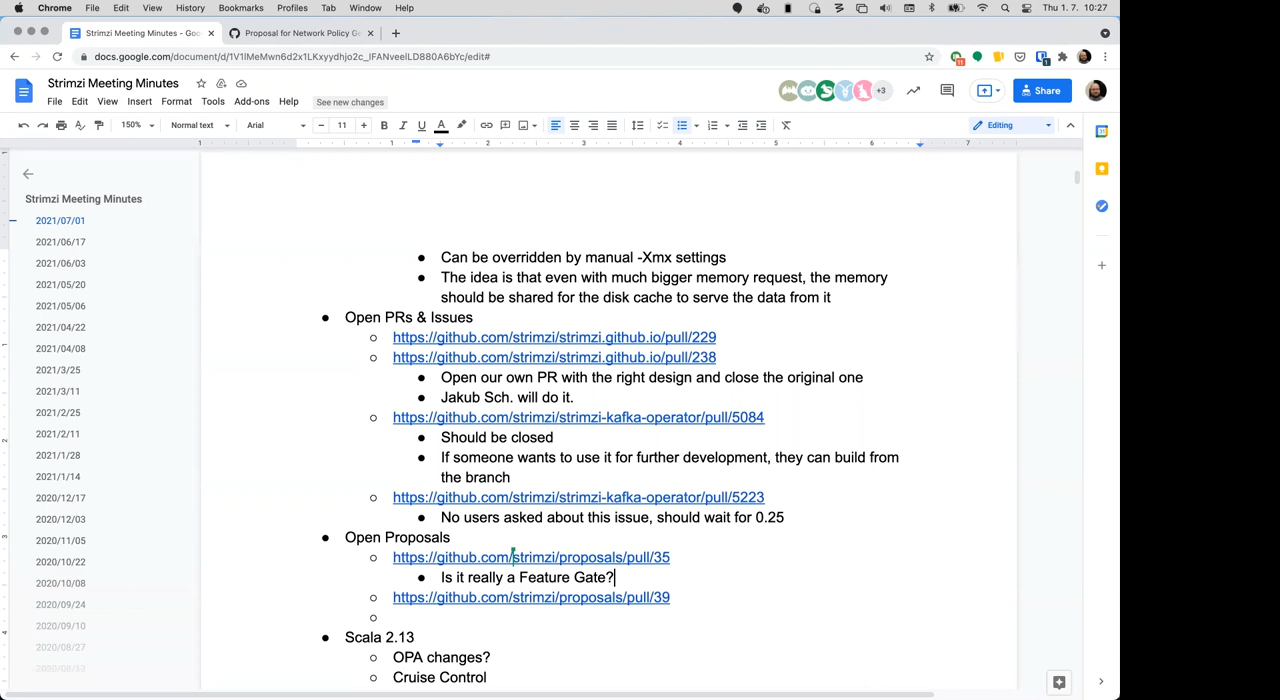 Chrome File Edit View History Bookmarks Profiles Tab Window Help Thu 1. 7. 10:27
Strimzi Meeting Minutes - Goo × Proposal for Network Policy Ge × +
docs.google.com/document/d/1V1lMeMwn6d2x1LKxyydhjo2c_IFANveelLD880A6bYc/edit#
Strimzi Meeting Minutes
File Edit View Insert Format Tools Add-ons Help See new changes
+3 Share
150% Normal text Arial − 11 + B I U A Editing
1 1 2 3 4 5 6 7
Strimzi Meeting Minutes
2021/07/01
2021/06/17
2021/06/03
2021/05/20
2021/05/06
2021/04/22
2021/04/08
2021/3/25
2021/3/11
2021/2/25
2021/2/11
2021/1/28
2021/1/14
2020/12/17
2020/12/03
2020/11/05
2020/10/22
2020/10/08
2020/09/24
2020/09/10
2020/08/27
2020/08/13
● Can be overridden by manual -Xmx settings
● The idea is that even with much bigger memory request, the memory
should be shared for the disk cache to serve the data from it
● Open PRs & Issues
○ https://github.com/strimzi/strimzi.github.io/pull/229
○ https://github.com/strimzi/strimzi.github.io/pull/238
● Open our own PR with the right design and close the original one
● Jakub Sch. will do it.
○ https://github.com/strimzi/strimzi-kafka-operator/pull/5084
● Should be closed
● If someone wants to use it for further development, they can build from
the branch
○ https://github.com/strimzi/strimzi-kafka-operator/pull/5223
● No users asked about this issue, should wait for 0.25
● Open Proposals
○ https://github.com/strimzi/proposals/pull/35
● Is it really a Feature Gate?
○ https://github.com/strimzi/proposals/pull/39
○
● Scala 2.13
○ OPA changes?
○ Cruise Control